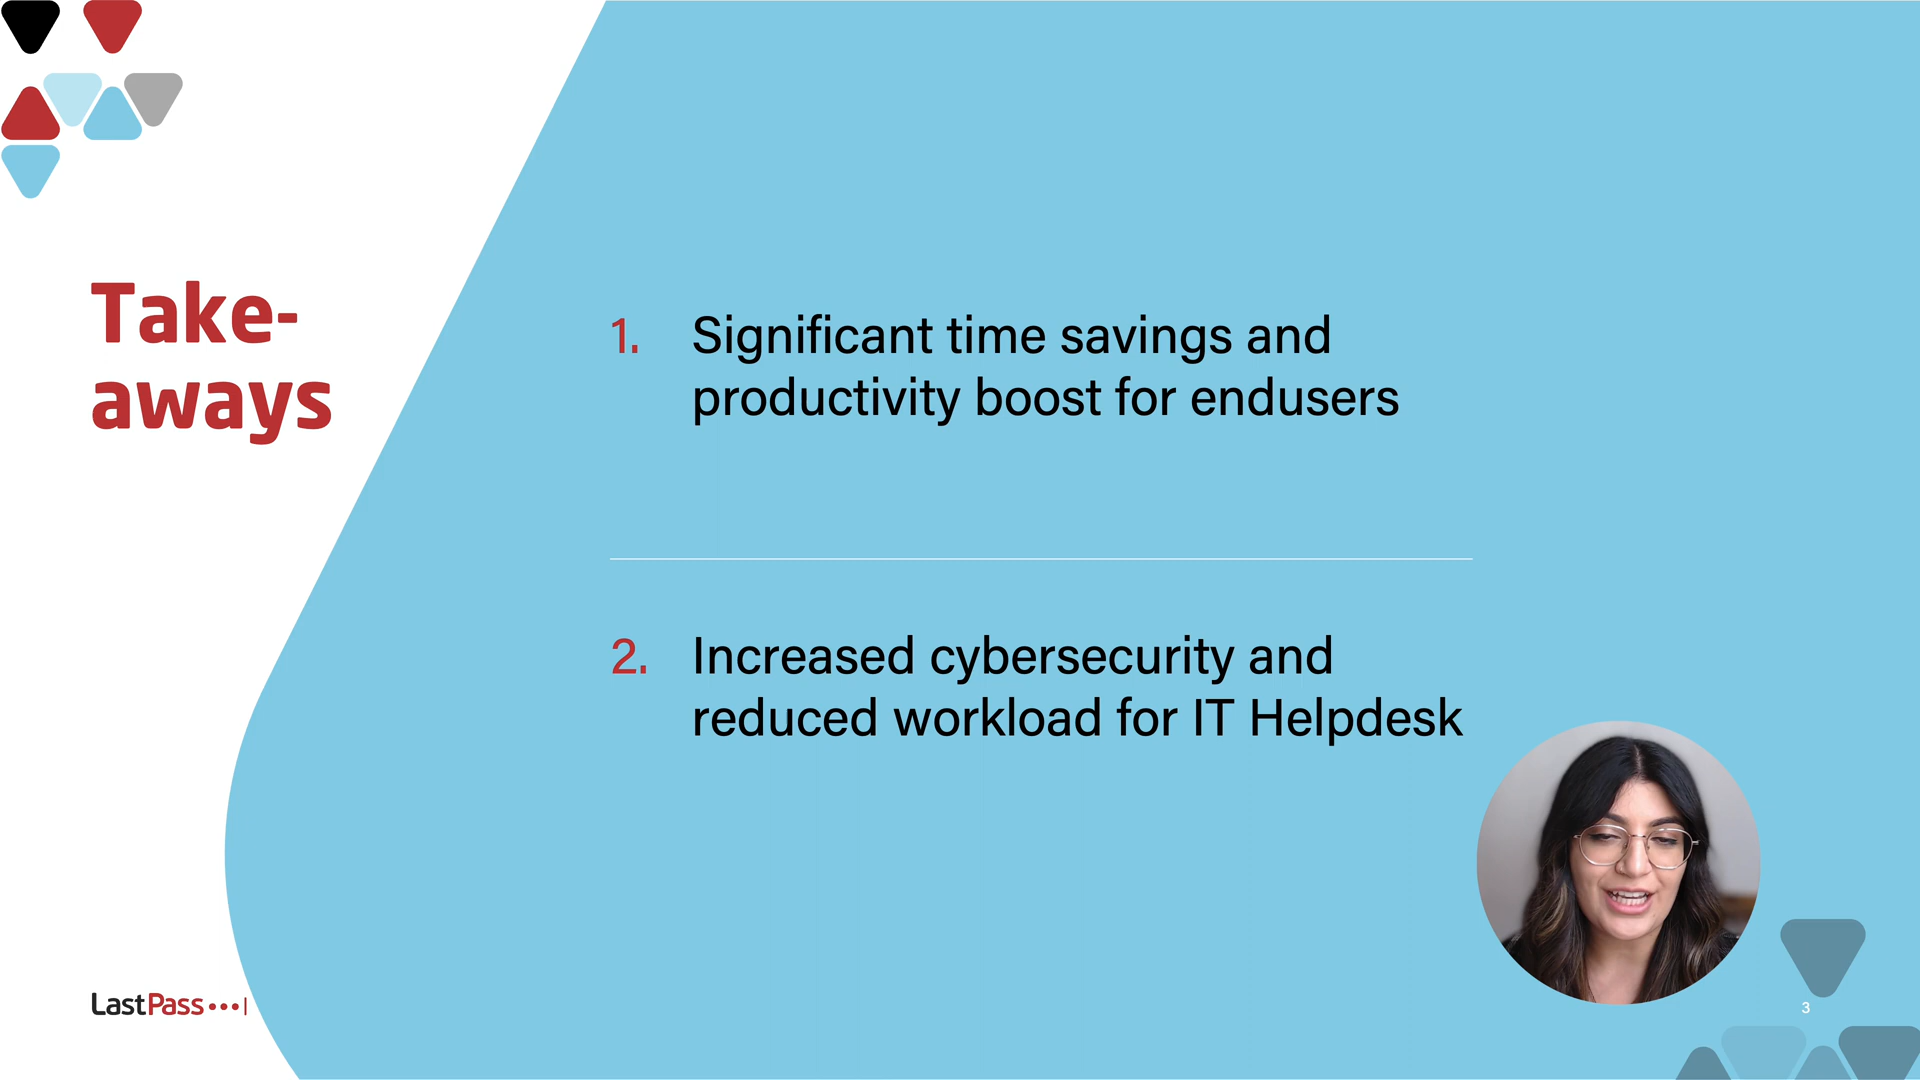 Take-
aways
1. Significant time savings and
productivity boost for endusers
2. Increased cybersecurity and
reduced workload for IT Helpdesk
LastPass
3